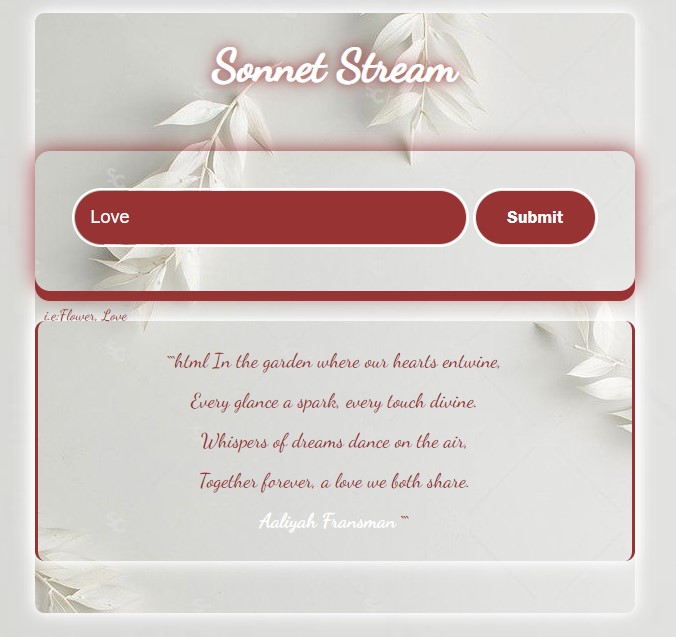 Sonnet Stream
Love
Submit
i.e:Flower, Love
```html In the garden where our hearts entwine,
Every glance a spark, every touch divine.
Whispers of dreams dance on the air,
Together forever, a love we both share.
Aaliyah Fransman ```